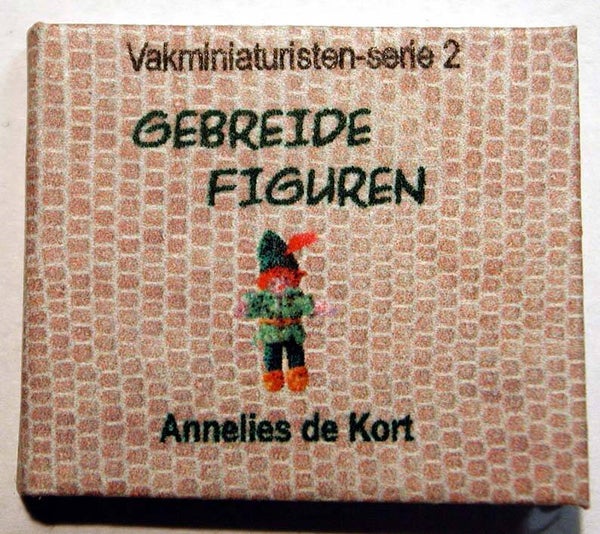 Vakminiaturisten-serie 2
GEBREIDE
FIGUREN
Annelies de Kort